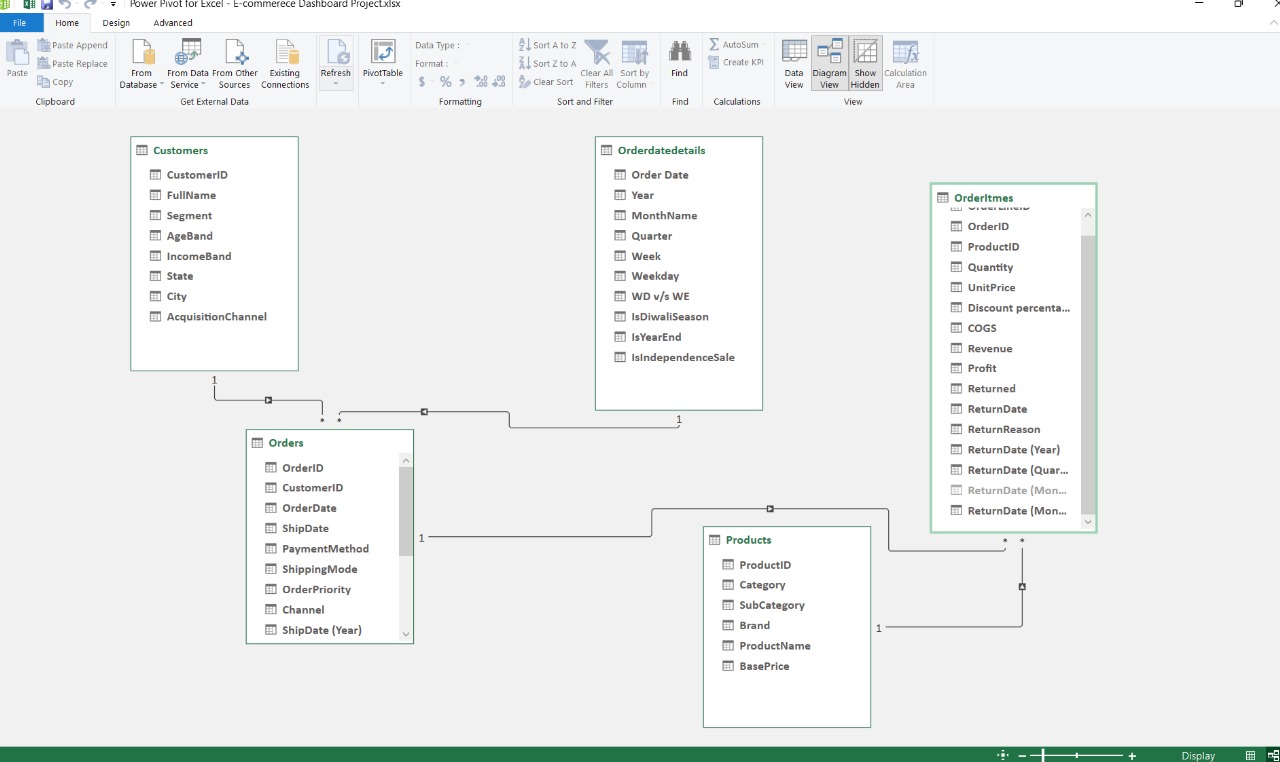 Power Pivot for Excel - E-commerece Dashboard Project.xlsx
File
Home
Design
Advanced
Paste
Paste Append
Paste Replace
Copy
Clipboard
From Database
From Data Service
From Other Sources
Existing Connections
Get External Data
Refresh
PivotTable
Data Type :
Format :
$ % ,
Formatting
Sort A to Z
Sort Z to A
Clear Sort
Clear All Filters
Sort by Column
Sort and Filter
Find
Find
AutoSum
Create KPI
Calculations
Data View
Diagram View
Show Hidden
Calculation Area
View
Customers
CustomerID
FullName
Segment
AgeBand
IncomeBand
State
City
AcquisitionChannel
1
*
Orderdatedetails
Order Date
Year
MonthName
Quarter
Week
Weekday
WD v/s WE
IsDiwaliSeason
IsYearEnd
IsIndependenceSale
1
*
OrderItmes
OrderLineID
OrderID
ProductID
Quantity
UnitPrice
Discount percenta...
COGS
Revenue
Profit
Returned
ReturnDate
ReturnReason
ReturnDate (Year)
ReturnDate (Quar...
ReturnDate (Mon...
ReturnDate (Mon...
* *
Orders
OrderID
CustomerID
OrderDate
ShipDate
PaymentMethod
ShippingMode
OrderPriority
Channel
ShipDate (Year)
1
Products
ProductID
Category
SubCategory
Brand
ProductName
BasePrice
1
Display